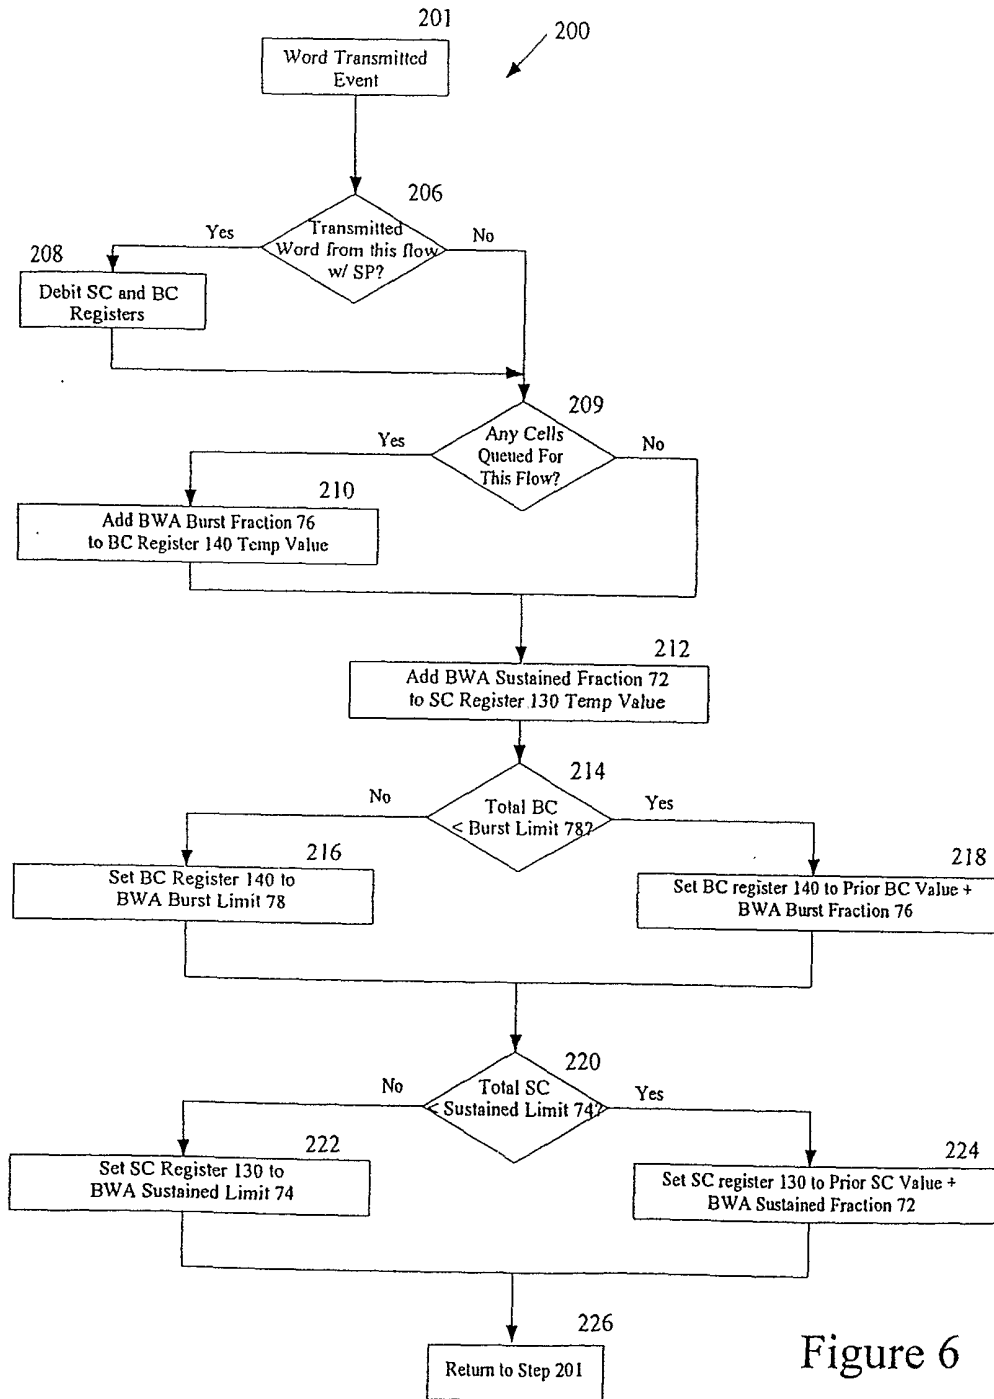 201
200
Word Transmitted
Event
206
Transmitted
Word from this flow
w/ SP?
Yes
No
208
Debit SC and BC
Registers
209
Any Cells
Queued For
This Flow?
Yes
No
210
Add BWA Burst Fraction 76
to BC Register 140 Temp Value
212
Add BWA Sustained Fraction 72
to SC Register 130 Temp Value
214
Total BC
< Burst Limit 78?
No
Yes
216
Set BC Register 140 to
BWA Burst Limit 78
218
Set BC register 140 to Prior BC Value +
BWA Burst Fraction 76
220
Total SC
< Sustained Limit 74?
No
Yes
222
Set SC Register 130 to
BWA Sustained Limit 74
224
Set SC register 130 to Prior SC Value +
BWA Sustained Fraction 72
226
Return to Step 201
Figure 6